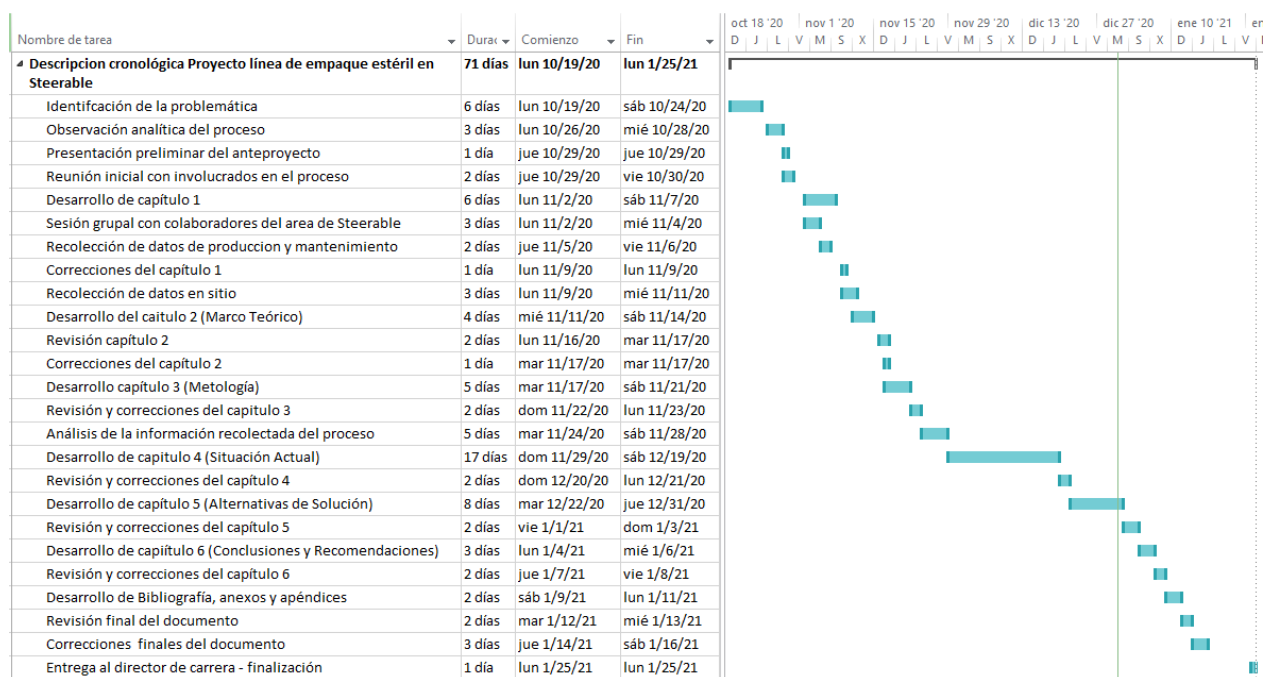 oct 18 '20 nov 1 '20 nov 15 '20 nov 29 '20 dic 13 '20 dic 27 '20 ene 10 '21 en
Nombre de tarea Durac Comienzo Fin D J L V M S X D J L V M S X D J L V M S X D J L V
Descripcion cronológica Proyecto línea de empaque estéril en 71 días lun 10/19/20 lun 1/25/21
Steerable
Identifcación de la problemática 6 días lun 10/19/20 sáb 10/24/20
Observación analítica del proceso 3 días lun 10/26/20 mié 10/28/20
Presentación preliminar del anteproyecto 1 día jue 10/29/20 jue 10/29/20
Reunión inicial con involucrados en el proceso 2 días jue 10/29/20 vie 10/30/20
Desarrollo de capítulo 1 6 días lun 11/2/20 sáb 11/7/20
Sesión grupal con colaboradores del area de Steerable 3 días lun 11/2/20 mié 11/4/20
Recolección de datos de produccion y mantenimiento 2 días jue 11/5/20 vie 11/6/20
Correcciones del capítulo 1 1 día lun 11/9/20 lun 11/9/20
Recolección de datos en sitio 3 días lun 11/9/20 mié 11/11/20
Desarrollo del caitulo 2 (Marco Teórico) 4 días mié 11/11/20 sáb 11/14/20
Revisión capítulo 2 2 días lun 11/16/20 mar 11/17/20
Correcciones del capítulo 2 1 día mar 11/17/20 mar 11/17/20
Desarrollo capítulo 3 (Metología) 5 días mar 11/17/20 sáb 11/21/20
Revisión y correcciones del capitulo 3 2 días dom 11/22/20 lun 11/23/20
Análisis de la información recolectada del proceso 5 días mar 11/24/20 sáb 11/28/20
Desarrollo de capitulo 4 (Situación Actual) 17 días dom 11/29/20 sáb 12/19/20
Revisión y correcciones del capítulo 4 2 días dom 12/20/20 lun 12/21/20
Desarrollo de capítulo 5 (Alternativas de Solución) 8 días mar 12/22/20 jue 12/31/20
Revisión y correcciones del capítulo 5 2 días vie 1/1/21 dom 1/3/21
Desarrollo de capiítulo 6 (Conclusiones y Recomendaciones) 3 días lun 1/4/21 mié 1/6/21
Revisión y correcciones del capítulo 6 2 días jue 1/7/21 vie 1/8/21
Desarrollo de Bibliografía, anexos y apéndices 2 días sáb 1/9/21 lun 1/11/21
Revisión final del documento 2 días mar 1/12/21 mié 1/13/21
Correcciones finales del documento 3 días jue 1/14/21 sáb 1/16/21
Entrega al director de carrera - finalización 1 día lun 1/25/21 lun 1/25/21